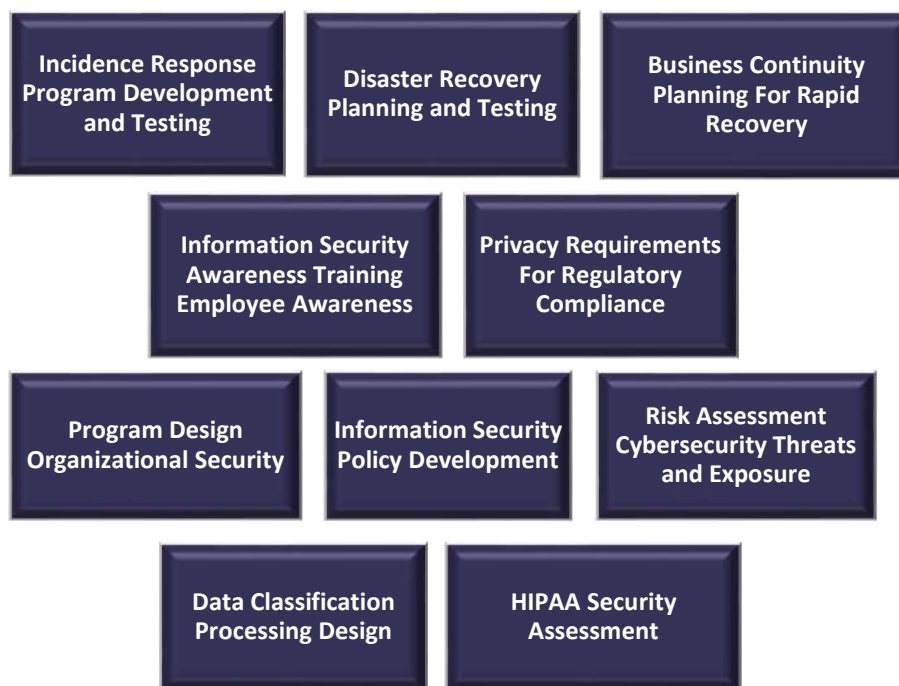 Incidence Response
Program Development
and Testing
Disaster Recovery
Planning and Testing
Business Continuity
Planning For Rapid
Recovery
Information Security
Awareness Training
Employee Awareness
Privacy Requirements
For Regulatory
Compliance
Program Design
Organizational Security
Information Security
Policy Development
Risk Assessment
Cybersecurity Threats
and Exposure
Data Classification
Processing Design
HIPAA Security
Assessment